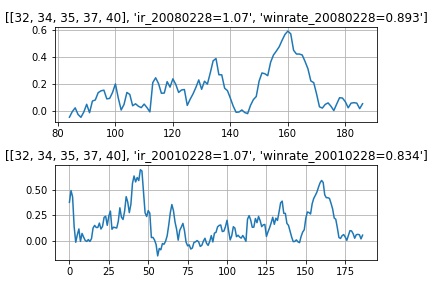 [[32, 34, 35, 37, 40], 'ir_20080228=1.07', 'winrate_20080228=0.893']
0.6
0.4
0.2
0.0
80 100 120 140 160 180
[[32, 34, 35, 37, 40], 'ir_20010228=1.07', 'winrate_20010228=0.834']
0.50
0.25
0.00
0 25 50 75 100 125 150 175